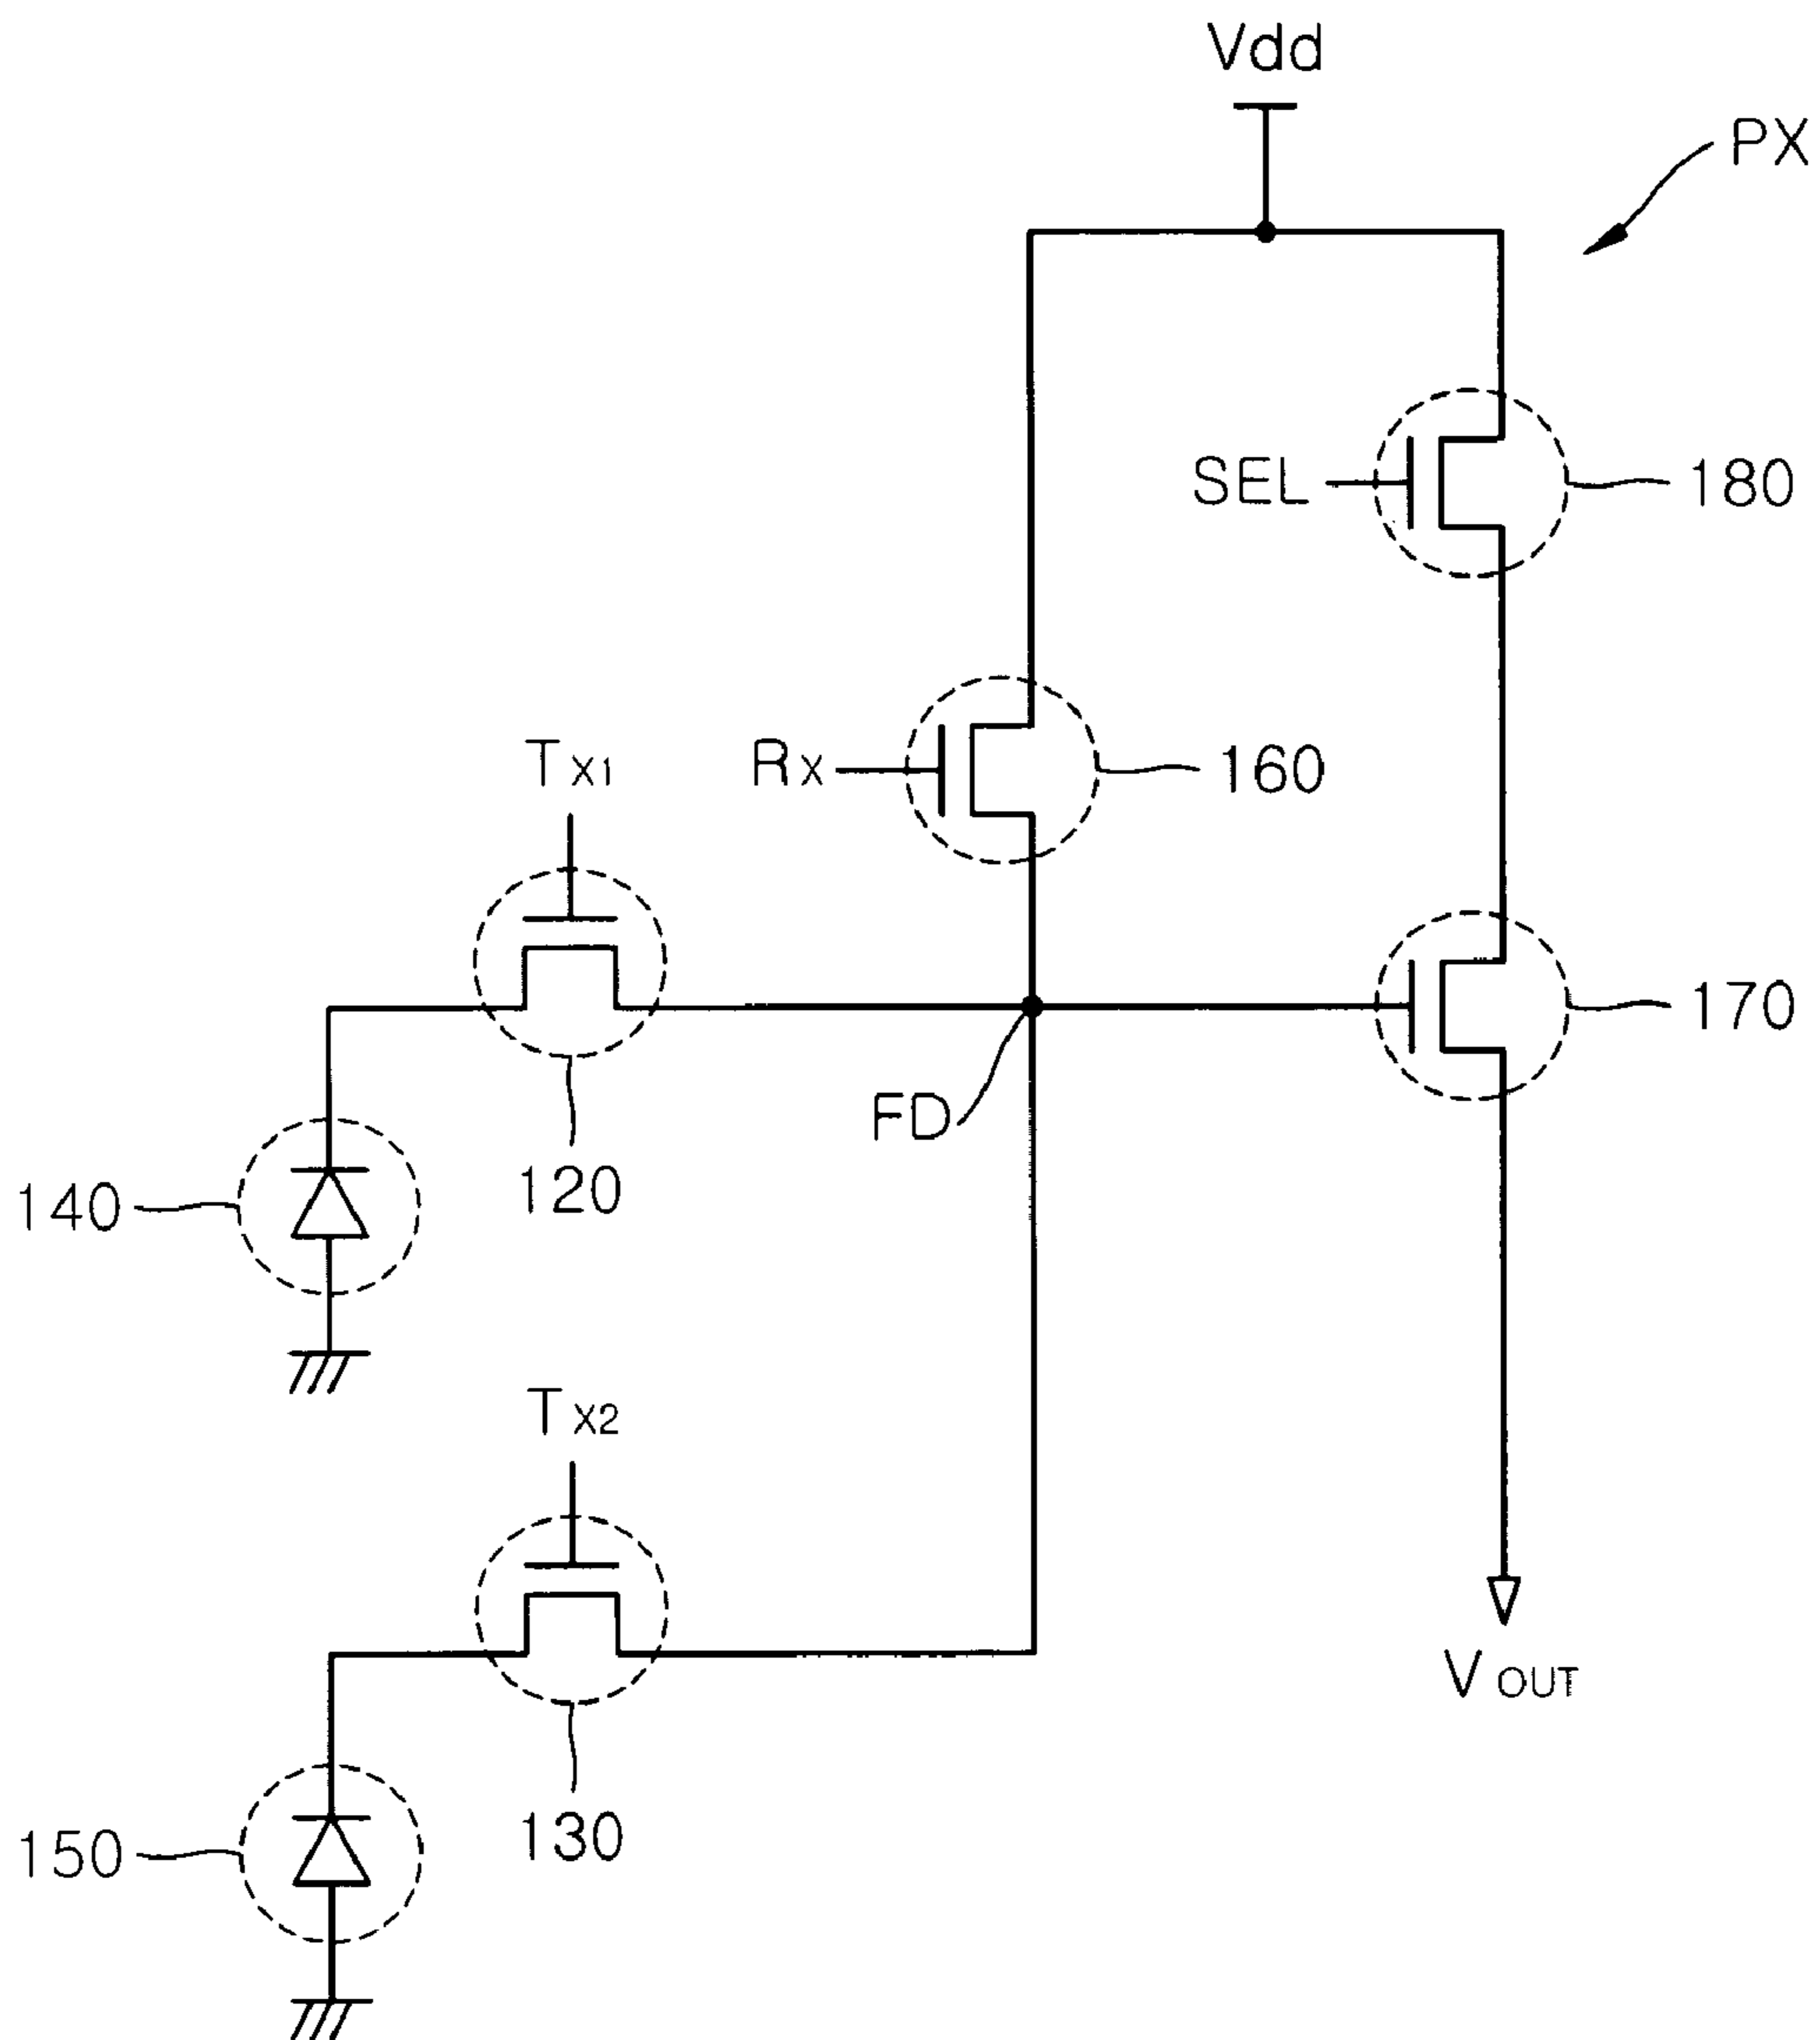 Vdd
PX
SEL
180
Tx1
Rx
160
170
FD
120
140
Tx2
VOUT
130
150